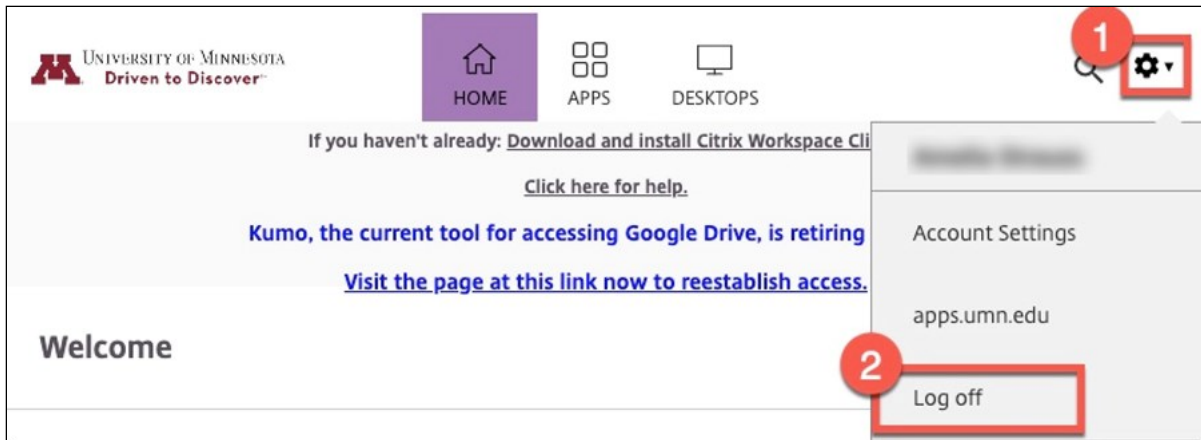 1
UNIVERSITY OF MINNESOTA
Driven to Discover
HOME
APPS
DESKTOPS
If you haven't already: Download and install Citrix Workspace Cli
Click here for help.
Kumo, the current tool for accessing Google Drive, is retiring
Visit the page at this link now to reestablish access.
Welcome
Account Settings
apps.umn.edu
2
Log off